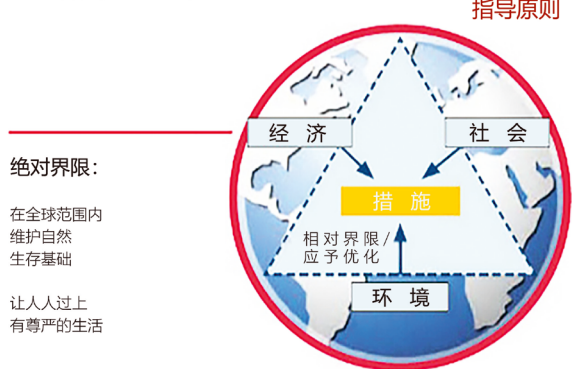 指导原则
经济
社会
措施
相对界限/
应予优化
环境
绝对界限：
在全球范围内
维护自然
生存基础
让人人过上
有尊严的生活